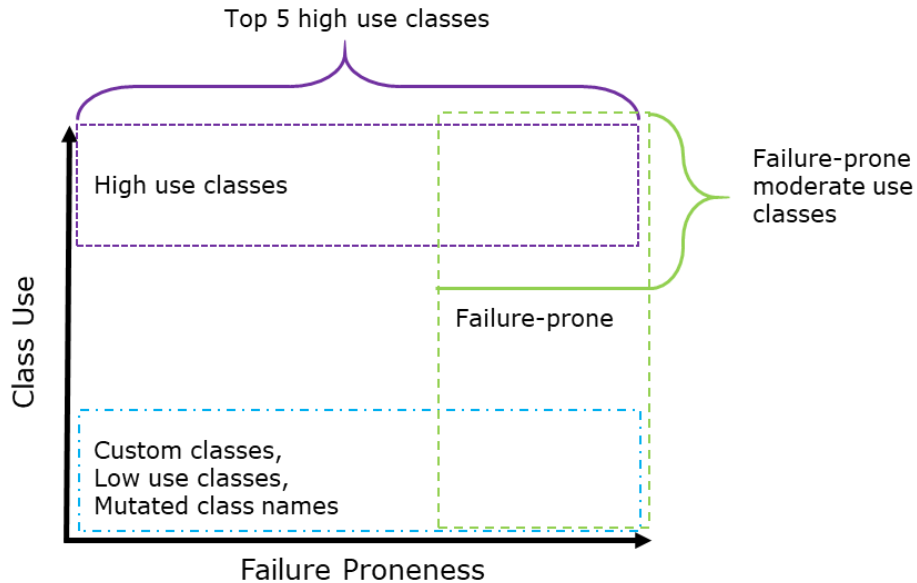 Top 5 high use classes
High use classes
Failure-prone
moderate use
classes
Failure-prone
Class Use
Custom classes,
Low use classes,
Mutated class names
Failure Proneness